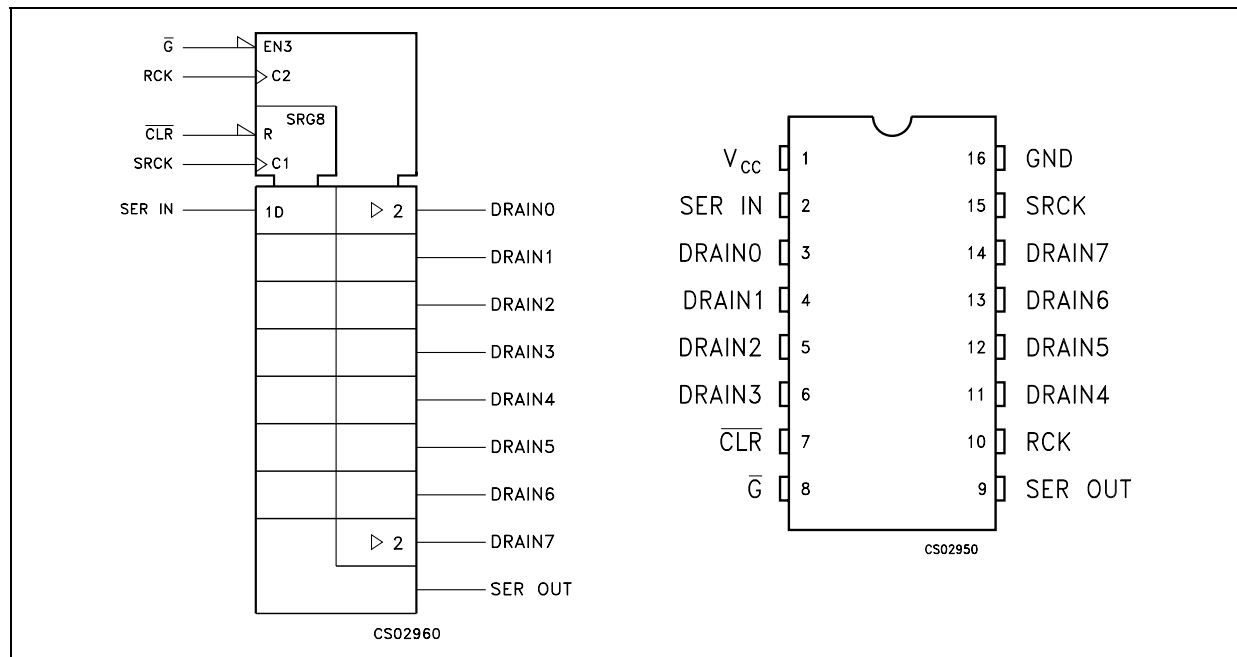 G̅
EN3
RCK
C2
SRG8
C̅L̅R̅
R
SRCK
C1
SER IN
1D
2
DRAIN0
DRAIN1
DRAIN2
DRAIN3
DRAIN4
DRAIN5
DRAIN6
2
DRAIN7
SER OUT
CS02960
VCC 1
SER IN 2
DRAIN0 3
DRAIN1 4
DRAIN2 5
DRAIN3 6
C̅L̅R̅ 7
G̅ 8
16 GND
15 SRCK
14 DRAIN7
13 DRAIN6
12 DRAIN5
11 DRAIN4
10 RCK
9 SER OUT
CS02950